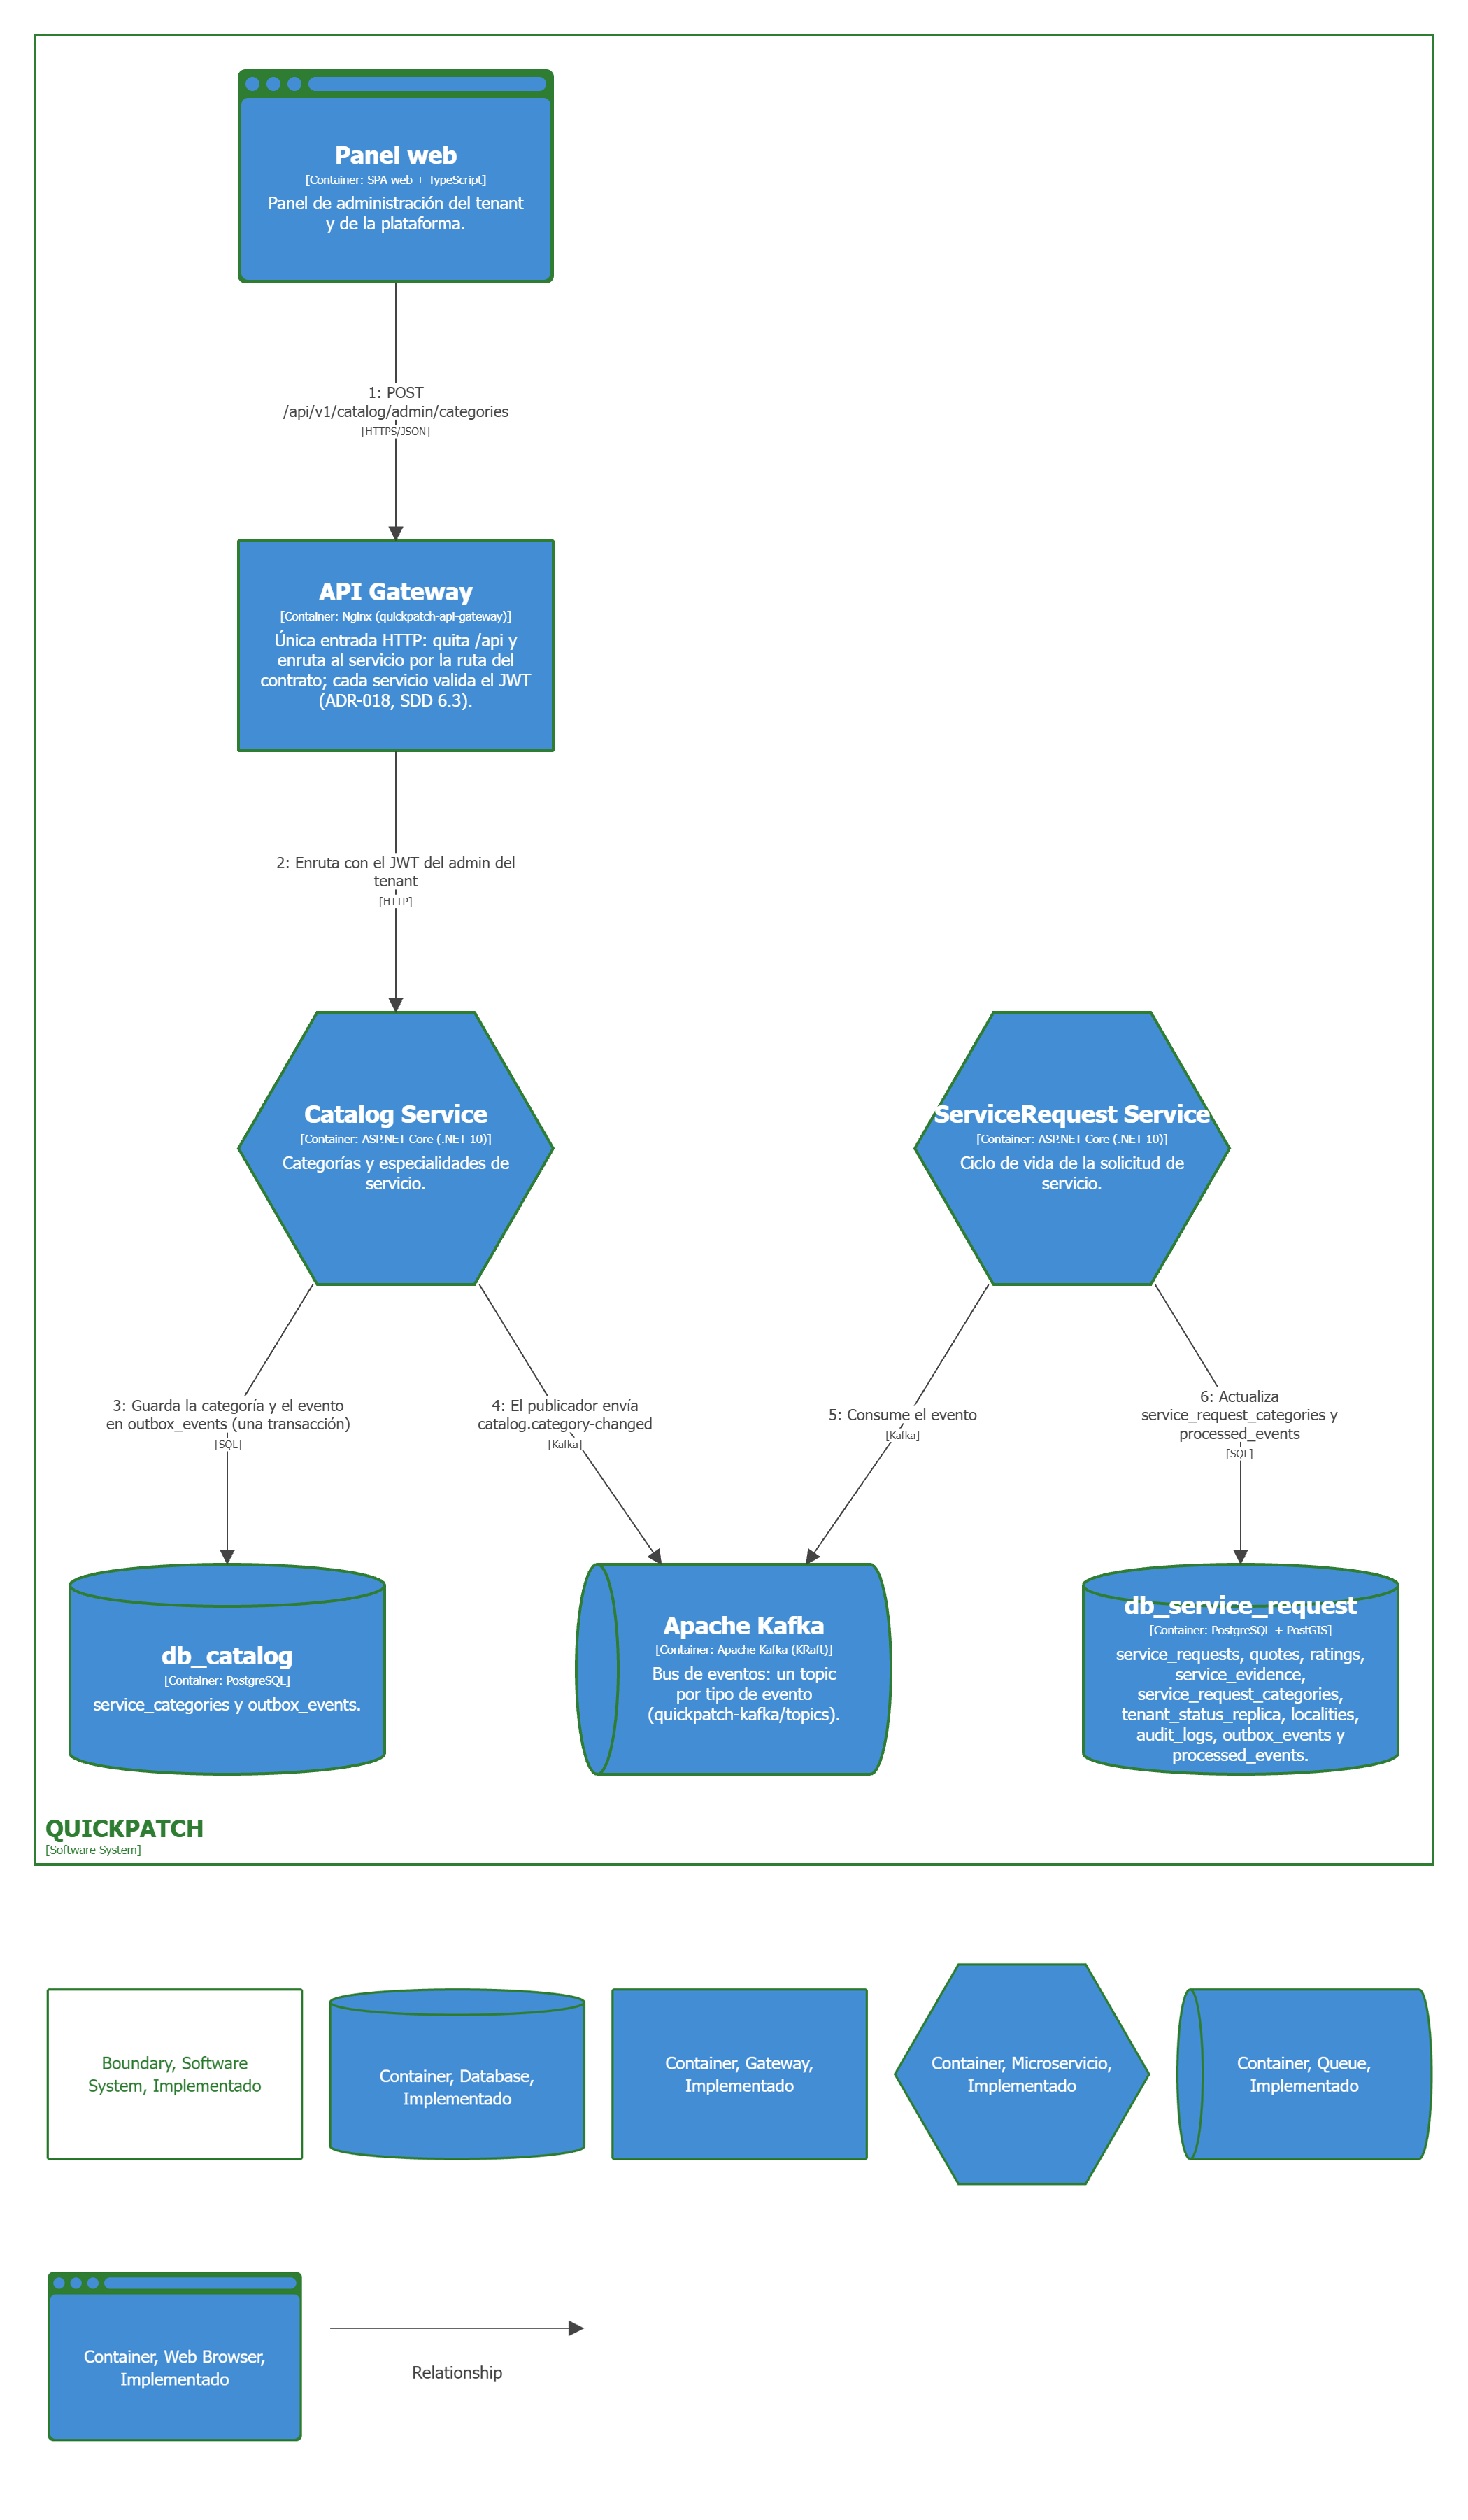 Panel web
[Container: SPA web + TypeScript]
Panel de administración del tenant
y de la plataforma.
1: POST
/api/v1/catalog/admin/categories
[HTTPS/JSON]
API Gateway
[Container: Nginx (quickpatch-api-gateway)]
Única entrada HTTP: quita /api y
enruta al servicio por la ruta del
contrato; cada servicio valida el JWT
(ADR-018, SDD 6.3).
2: Enruta con el JWT del admin del
tenant
[HTTP]
Catalog Service
[Container: ASP.NET Core (.NET 10)]
Categorías y especialidades de
servicio.
ServiceRequest Service
[Container: ASP.NET Core (.NET 10)]
Ciclo de vida de la solicitud de
servicio.
3: Guarda la categoría y el evento
en outbox_events (una transacción)
[SQL]
4: El publicador envía
catalog.category-changed
[Kafka]
5: Consume el evento
[Kafka]
6: Actualiza
service_request_categories y
processed_events
[SQL]
db_catalog
[Container: PostgreSQL]
service_categories y outbox_events.
Apache Kafka
[Container: Apache Kafka (KRaft)]
Bus de eventos: un topic
por tipo de evento
(quickpatch-kafka/topics).
db_service_request
[Container: PostgreSQL + PostGIS]
service_requests, quotes, ratings,
service_evidence,
service_request_categories,
tenant_status_replica, localities,
audit_logs, outbox_events y
processed_events.
QUICKPATCH
[Software System]
Boundary, Software
System, Implementado
Container, Database,
Implementado
Container, Gateway,
Implementado
Container, Microservicio,
Implementado
Container, Queue,
Implementado
Container, Web Browser,
Implementado
Relationship